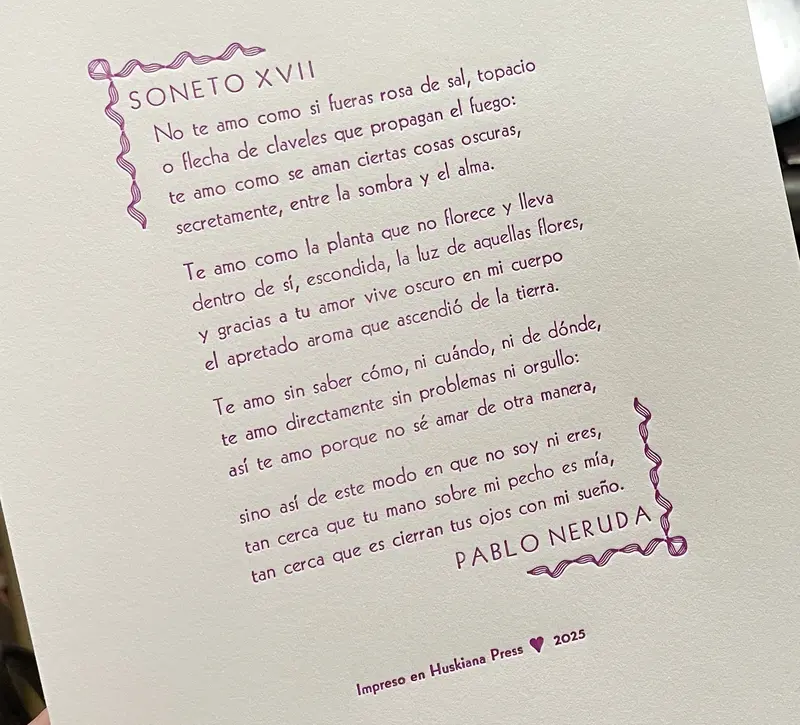 SONETO XVII
No te amo como si fueras rosa de sal, topacio
o flecha de claveles que propagan el fuego:
te amo como se aman ciertas cosas oscuras,
secretamente, entre la sombra y el alma.
Te amo como la planta que no florece y lleva
dentro de sí, escondida, la luz de aquellas flores,
y gracias a tu amor vive oscuro en mi cuerpo
el apretado aroma que ascendió de la tierra.
Te amo sin saber cómo, ni cuándo, ni de dónde,
te amo directamente sin problemas ni orgullo:
así te amo porque no sé amar de otra manera,
sino así de este modo en que no soy ni eres,
tan cerca que tu mano sobre mi pecho es mía,
tan cerca que es cierran tus ojos con mi sueño.
PABLO NERUDA
Impreso en Huskiana Press ♥ 2025